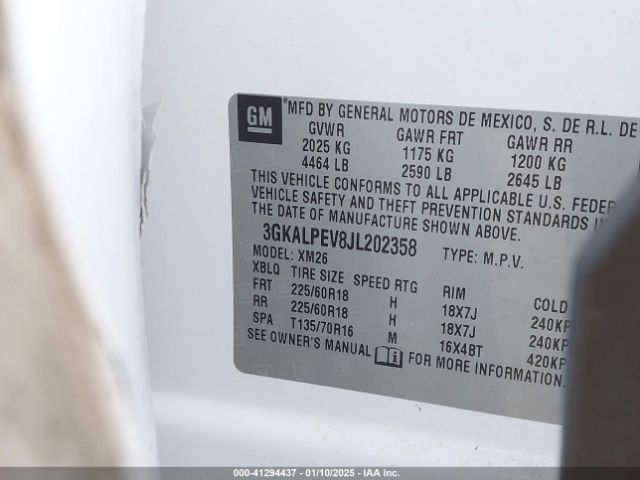 GM
*MFD BY GENERAL MOTORS DE MEXICO, S. DE R.L. DE
GVWR GAWR FRT GAWR RR
2025 KG 1175 KG 1200 KG
4464 LB 2590 LB 2645 LB
THIS VEHICLE CONFORMS TO ALL APPLICABLE U.S. FEDER
VEHICLE SAFETY AND THEFT PREVENTION STANDARDS IN
THE DATE OF MANUFACTURE SHOWN ABOVE.
3GKALPEV8JL202358 TYPE: M.P.V.
MODEL: XM26
XBLQ TIRE SIZE SPEED RTG RIM COLD
FRT 225/60R18 H 18X7J 240KP
RR 225/60R18 H 18X7J 240KP
SPA T135/70R16 M 16X4BT 420KP
SEE OWNER'S MANUAL FOR MORE INFORMATION
000-41294437 - 01/10/2025 - IAA Inc.